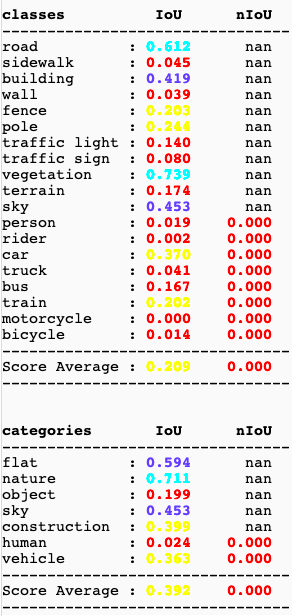 classes IoU nIoU
road : 0.612 nan
sidewalk : 0.045 nan
building : 0.419 nan
wall : 0.039 nan
fence : 0.203 nan
pole : 0.244 nan
traffic light : 0.140 nan
traffic sign : 0.080 nan
vegetation : 0.739 nan
terrain : 0.174 nan
sky : 0.453 nan
person : 0.019 0.000
rider : 0.002 0.000
car : 0.370 0.000
truck : 0.041 0.000
bus : 0.167 0.000
train : 0.202 0.000
motorcycle : 0.000 0.000
bicycle : 0.014 0.000
Score Average : 0.209 0.000
categories IoU nIoU
flat : 0.594 nan
nature : 0.711 nan
object : 0.199 nan
sky : 0.453 nan
construction : 0.399 nan
human : 0.024 0.000
vehicle : 0.363 0.000
Score Average : 0.392 0.000